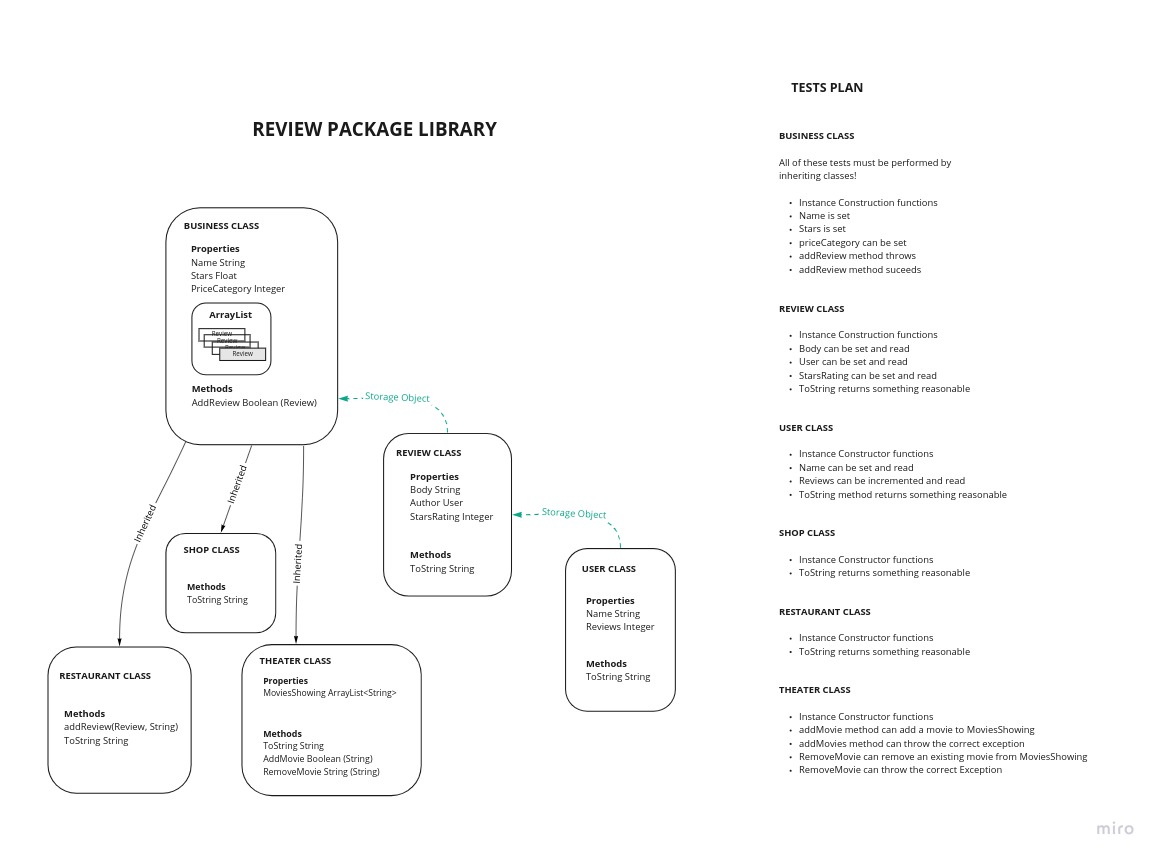 REVIEW PACKAGE LIBRARY
BUSINESS CLASS
Properties
Name String
Stars Float
PriceCategory Integer
ArrayList
Review
Review
Review
Review
Methods
AddReview Boolean (Review)
Storage Object
REVIEW CLASS
Properties
Body String
Author User
StarsRating Integer
Methods
ToString String
Storage Object
USER CLASS
Properties
Name String
Reviews Integer
Methods
ToString String
Inherited
Inherited
Inherited
SHOP CLASS
Methods
ToString String
RESTAURANT CLASS
Methods
addReview(Review, String)
ToString String
THEATER CLASS
Properties
MoviesShowing ArrayList<String>
Methods
ToString String
AddMovie Boolean (String)
RemoveMovie String (String)
TESTS PLAN
BUSINESS CLASS
All of these tests must be performed by
inheriting classes!
• Instance Construction functions
• Name is set
• Stars is set
• priceCategory can be set
• addReview method throws
• addReview method suceeds
REVIEW CLASS
• Instance Construction functions
• Body can be set and read
• User can be set and read
• StarsRating can be set and read
• ToString returns something reasonable
USER CLASS
• Instance Constructor functions
• Name can be set and read
• Reviews can be incremented and read
• ToString method returns something reasonable
SHOP CLASS
• Instance Constructor functions
• ToString returns something reasonable
RESTAURANT CLASS
• Instance Constructor functions
• ToString returns something reasonable
THEATER CLASS
• Instance Constructor functions
• addMovie method can add a movie to MoviesShowing
• addMovies method can throw the correct exception
• RemoveMovie can remove an existing movie from MoviesShowing
• RemoveMovie can throw the correct Exception
miro